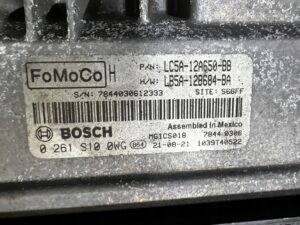 FoMoCo H P/N: LC5A-12A650-BB
H/W: LB5A-12B684-BA
S/N: 7844030612333 SITE: S66FF
BOSCH Assembled in Mexico
MG1CS018 7844 0306
0 261 S10 0WG D64 21-08-21 1039T40522